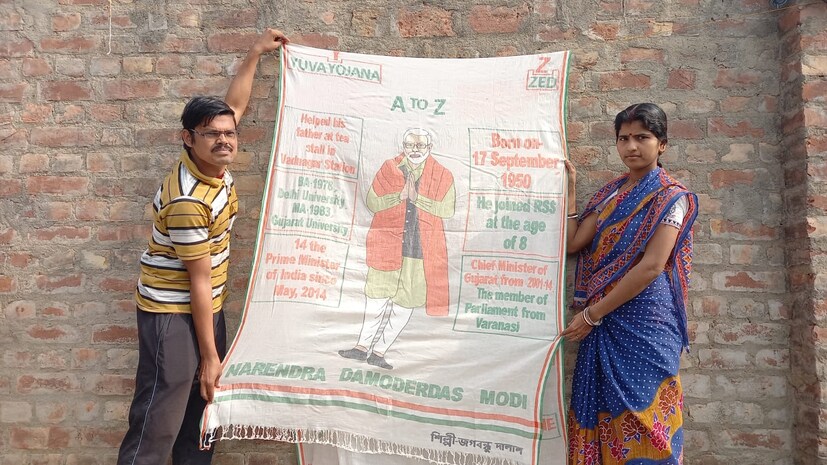 Y
YUVAYOJANA
Z
ZED
A TO Z
Helped his
father at tea
stall in
Vadnagar Station
BA-1978,
Delhi University
MA-1983,
Gujarat University
14 the
Prime Minister
of India since
May, 2014
Born on
17 September
1950
He joined RSS
at the age
of 8
Chief Minister of
Gujarat from 2001-14
The member of
Parliament from
Varanasi
NARENDRA DAMODERDAS MODI
শিল্পী-জগবন্ধু দালাল